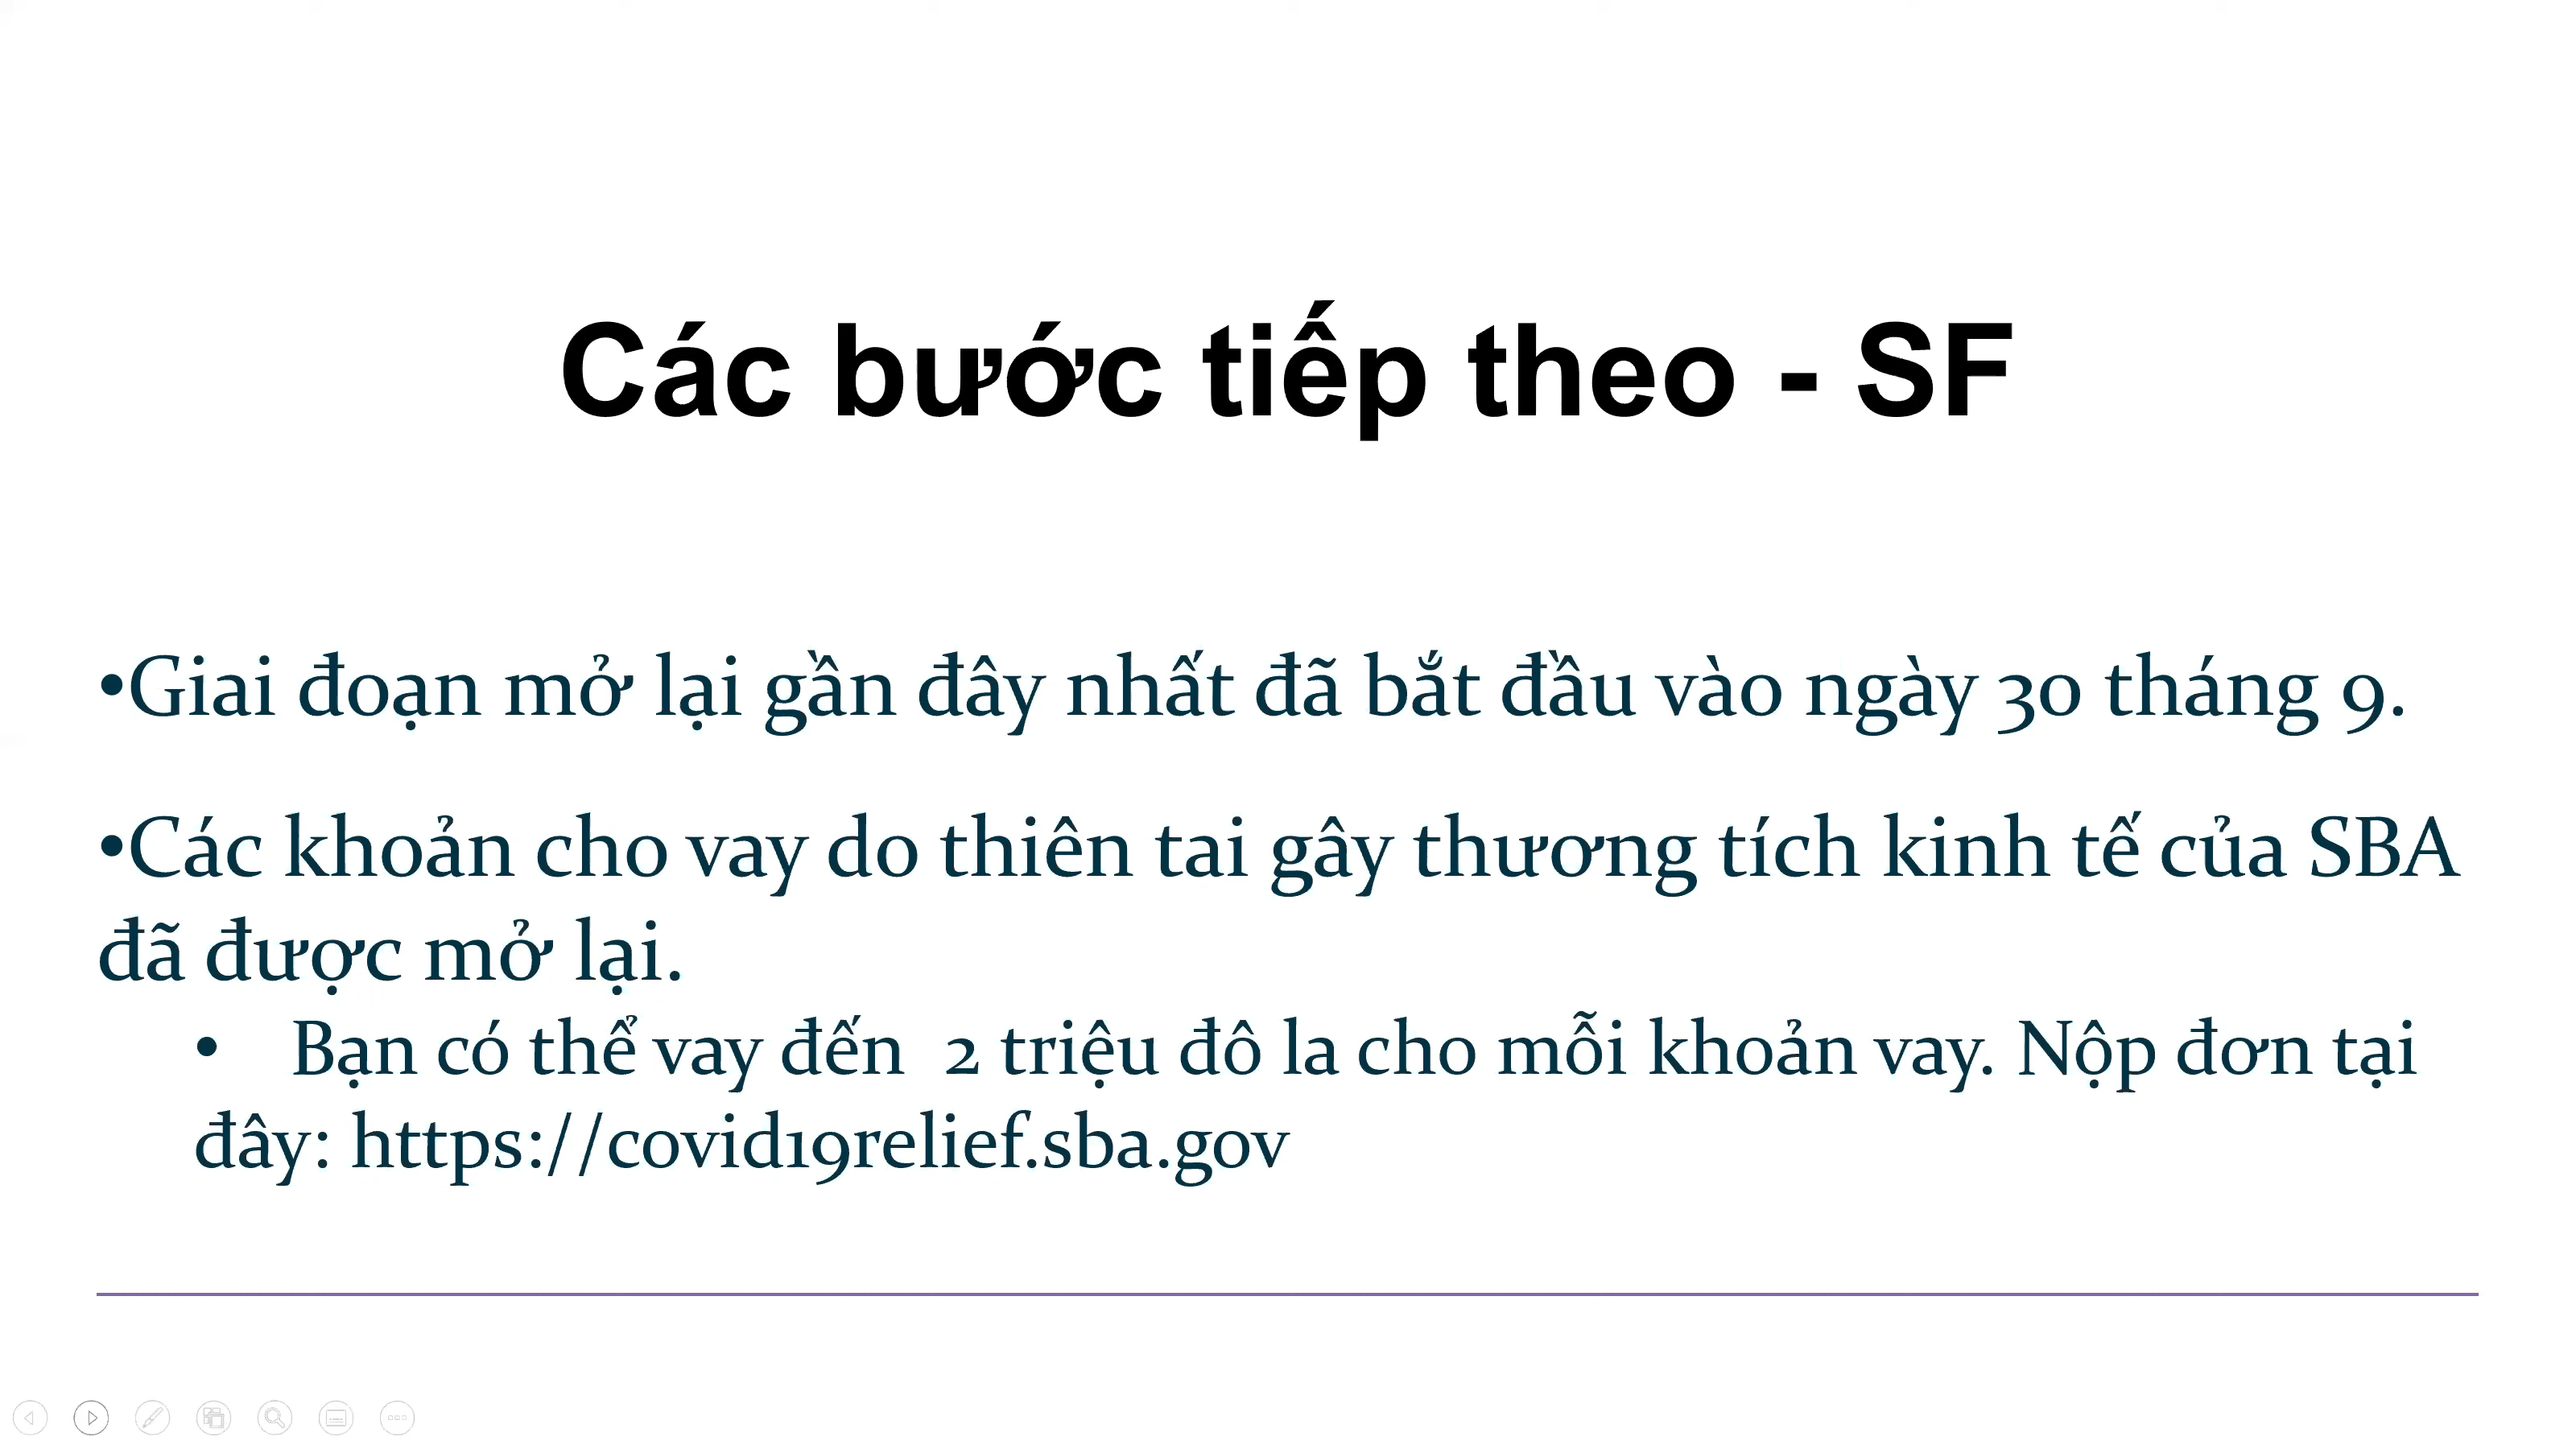 Các bước tiếp theo - SF
•Giai đoạn mở lại gần đây nhất đã bắt đầu vào ngày 30 tháng 9.
•Các khoản cho vay do thiên tai gây thương tích kinh tế của SBA
đã được mở lại.
• Bạn có thể vay đến 2 triệu đô la cho mỗi khoản vay. Nộp đơn tại
đây: https://covid19relief.sba.gov